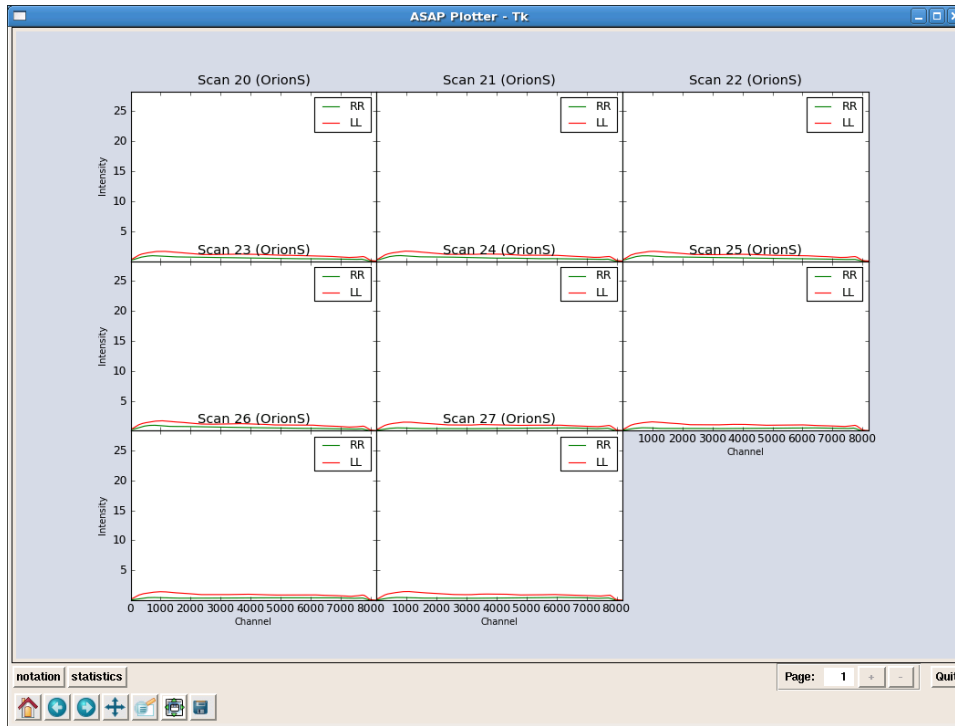 ASAP Plotter - Tk
Scan 20 (OrionS) Scan 21 (OrionS) Scan 22 (OrionS)
25 RR RR RR
LL LL LL
20
15
Intensity
10
5
Scan 23 (OrionS) Scan 24 (OrionS) Scan 25 (OrionS)
25 RR RR RR
LL LL LL
20
15
Intensity
10
5
Scan 26 (OrionS) Scan 27 (OrionS)
1000 2000 3000 4000 5000 6000 7000 8000
Channel
25 RR RR
LL LL
20
15
Intensity
10
5
0 1000 2000 3000 4000 5000 6000 7000 8000 1000 2000 3000 4000 5000 6000 7000 8000
Channel Channel
notation statistics Page: 1 + - Quit